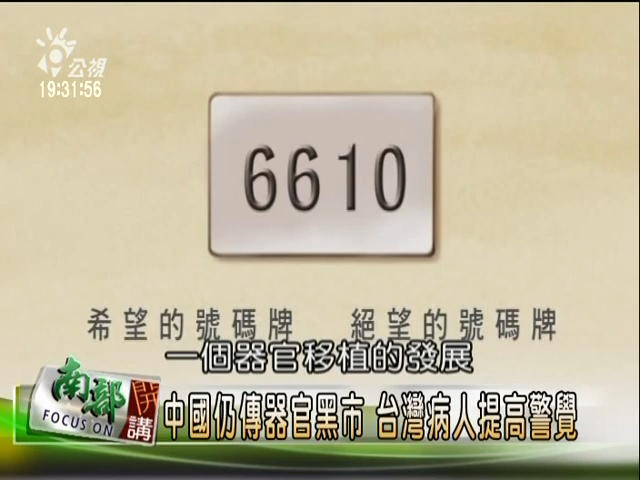 公視
19:31:56
6610
希望的號碼牌 絕望的號碼牌
一個器官移植的發展
南部開講
FOCUS ON
中國仍傳器官黑市 台灣病人提高警覺